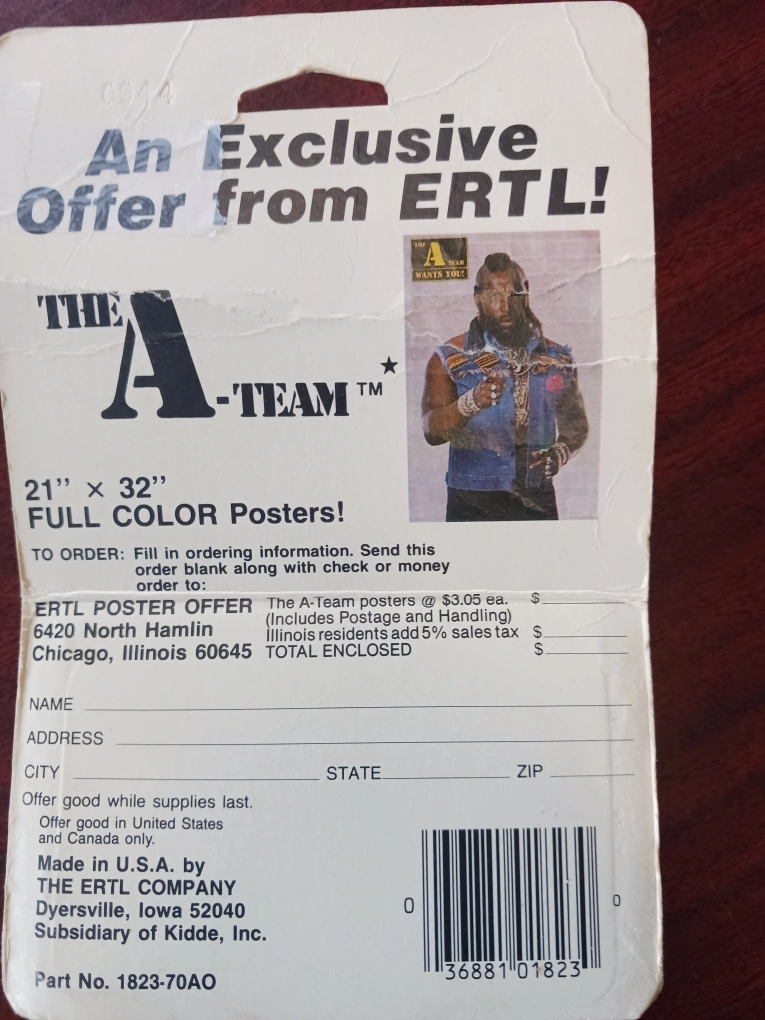 0944
An Exclusive
Offer from ERTL!
THE A-TEAM™
★
THE A TEAM
WANTS YOU!
21” × 32”
FULL COLOR Posters!
TO ORDER: Fill in ordering information. Send this
order blank along with check or money
order to:
ERTL POSTER OFFER
6420 North Hamlin
Chicago, Illinois 60645
The A-Team posters @ $3.05 ea. $
(Includes Postage and Handling)
Illinois residents add 5% sales tax $
TOTAL ENCLOSED $
NAME
ADDRESS
CITY STATE ZIP
Offer good while supplies last.
Offer good in United States
and Canada only.
Made in U.S.A. by
THE ERTL COMPANY
Dyersville, Iowa 52040
Subsidiary of Kidde, Inc.
Part No. 1823-70AO
0 36881 01823 0